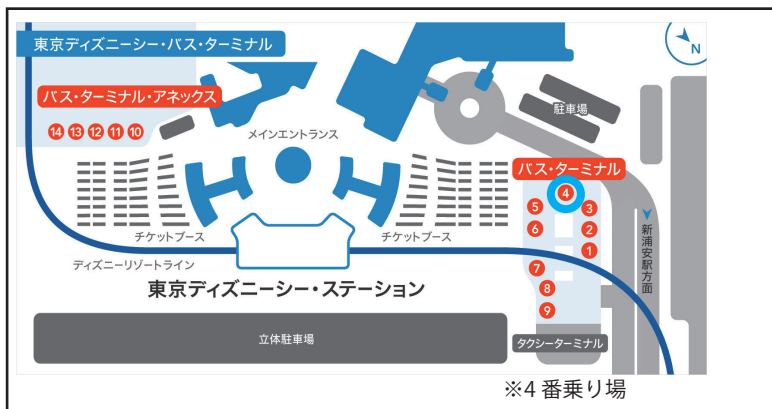 東京ディズニーシー・バス・ターミナル
N
バス・ターミナル・アネックス
14 13 12 11 10
メインエントランス
駐車場
バス・ターミナル
4
5
3
6
2
1
7
8
9
チケットブース
チケットブース
新浦安駅方面
ディズニーリゾートライン
東京ディズニーシー・ステーション
立体駐車場
タクシーターミナル
※4 番乗り場